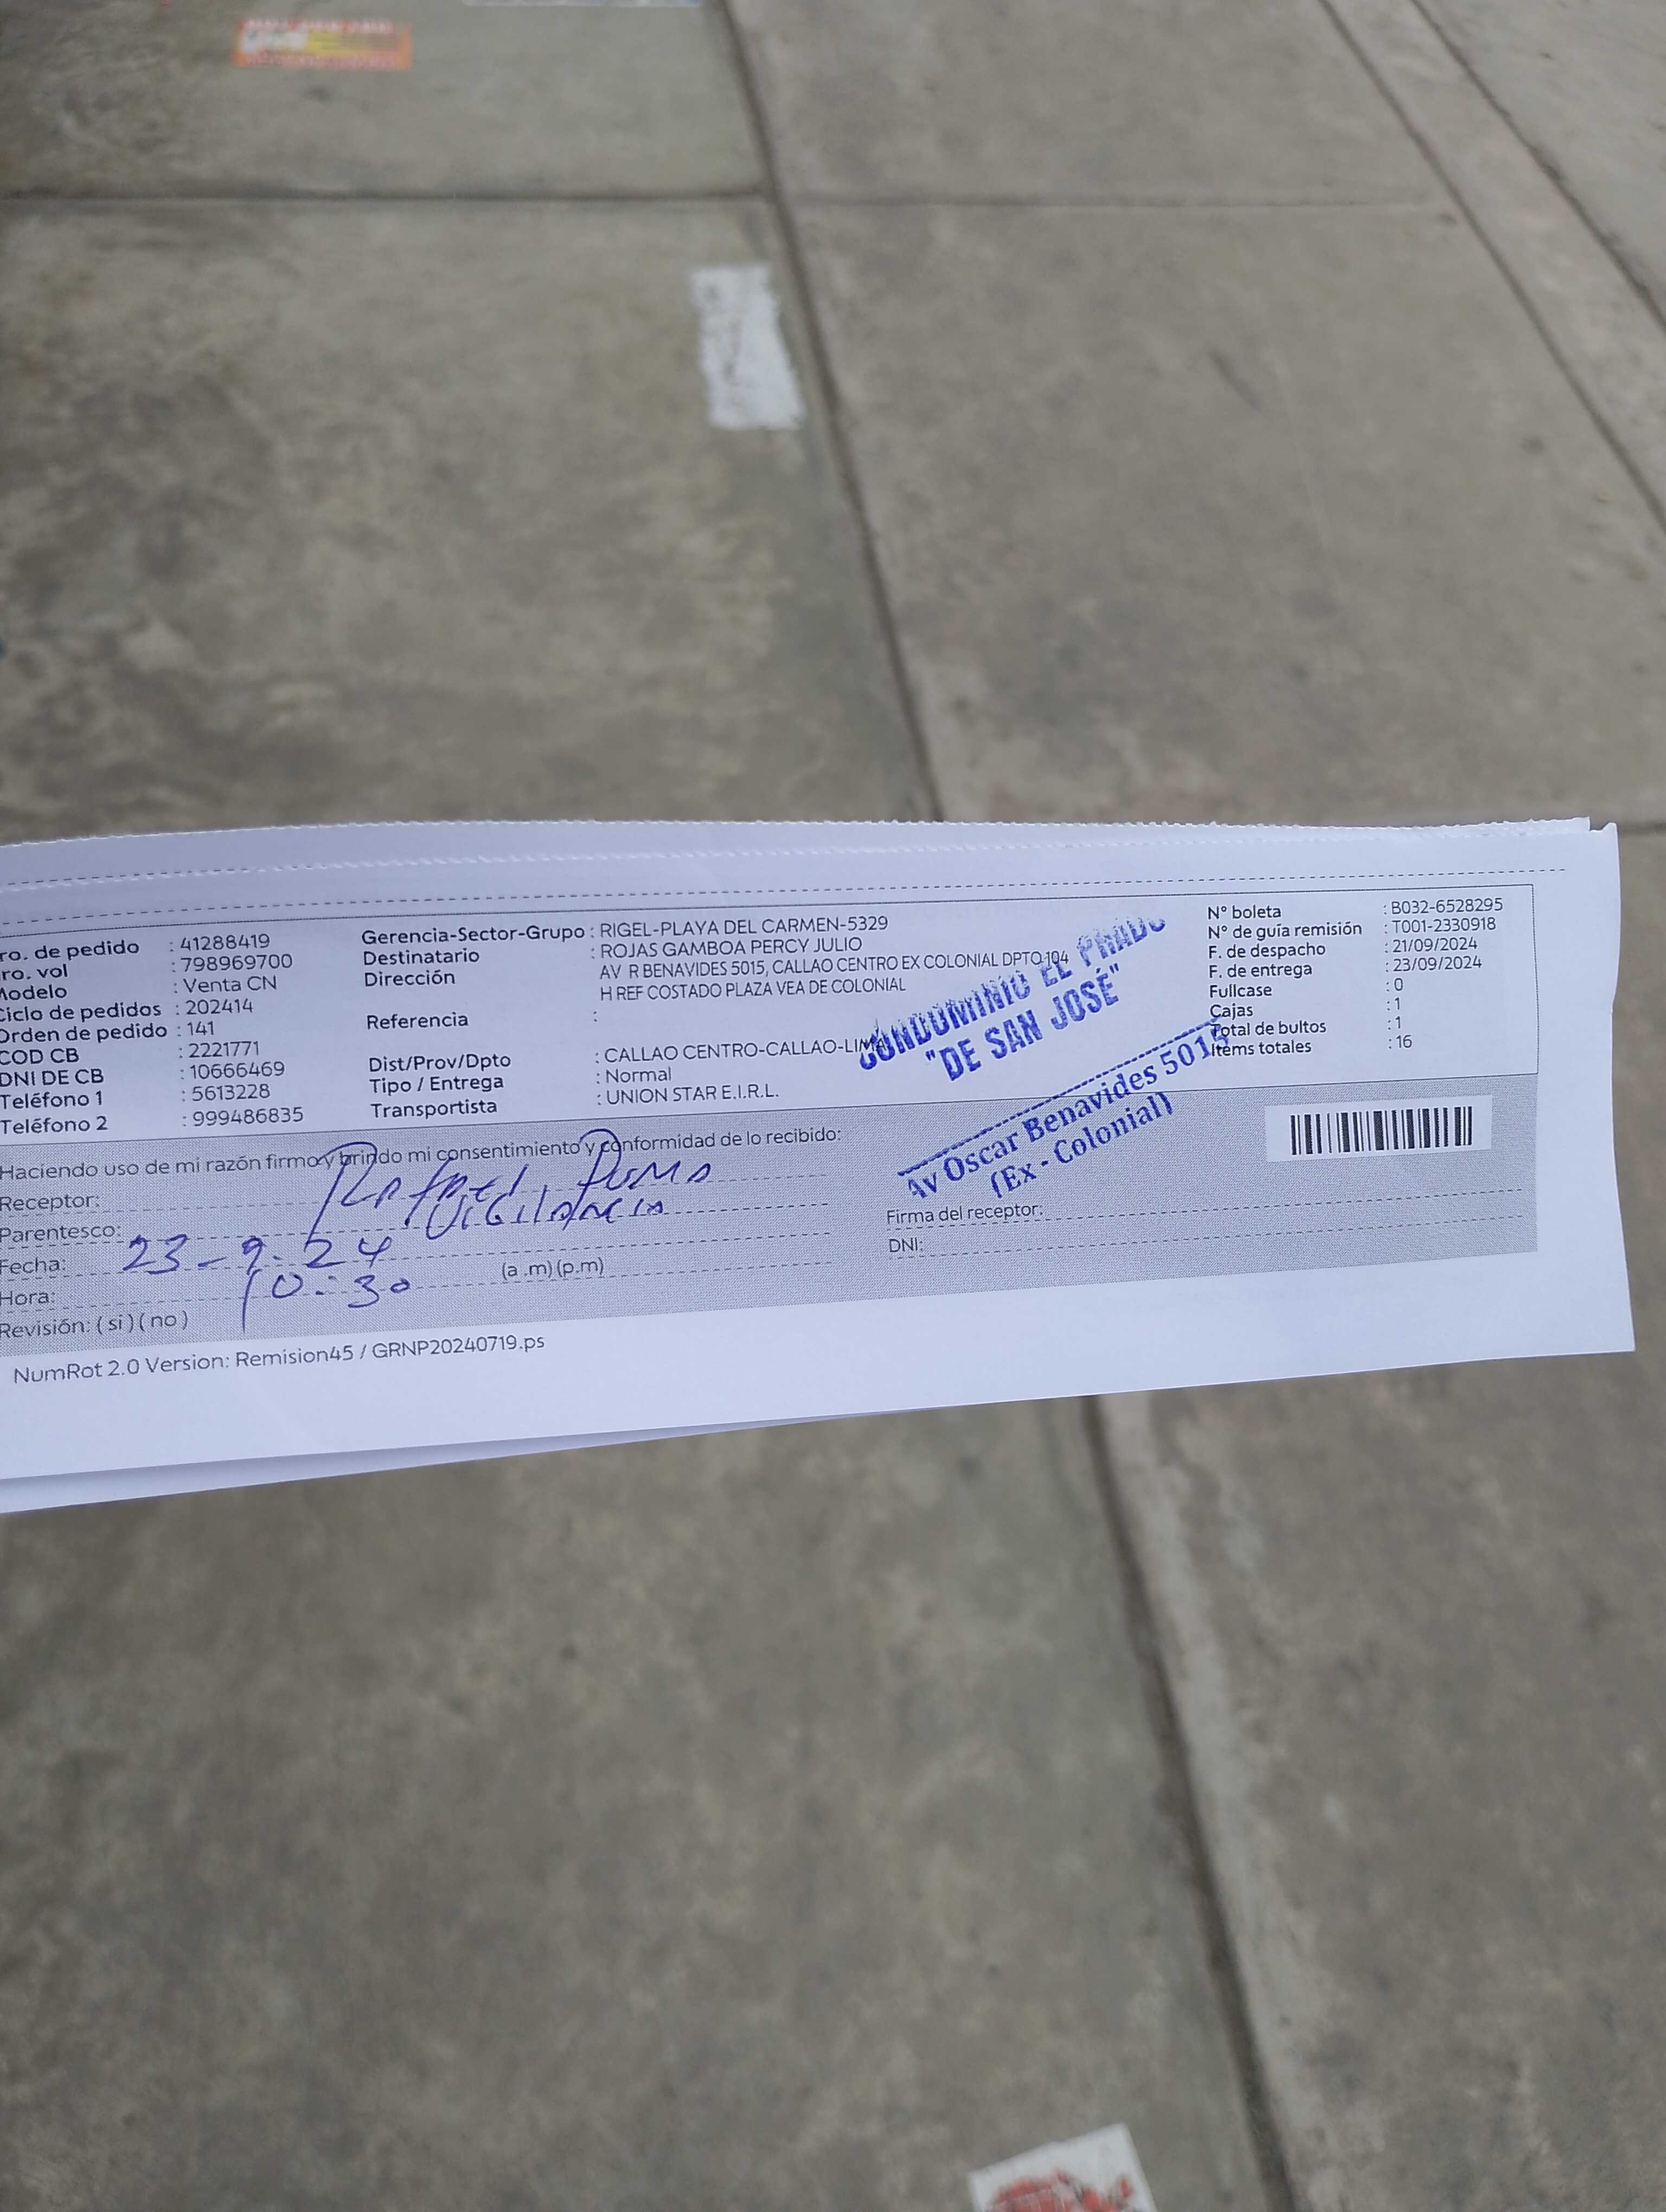 ro. de pedido : 41288419
ro. vol : 798969700
Modelo : Venta CN
Ciclo de pedidos : 202414
Orden de pedido : 141
COD CB : 2221771
DNI DE CB : 10666469
Teléfono 1 : 5613228
Teléfono 2 : 999486835
Gerencia-Sector-Grupo : RIGEL-PLAYA DEL CARMEN-5329
Destinatario : ROJAS GAMBOA PERCY JULIO
Dirección AV R BENAVIDES 5015, CALLAO CENTRO EX COLONIAL DPTO 104
H REF COSTADO PLAZA VEA DE COLONIAL
Referencia :
Dist/Prov/Dpto : CALLAO CENTRO-CALLAO-LIMA
Tipo / Entrega : Normal
Transportista : UNION STAR E.I.R.L.
N° boleta : B032-6528295
N° de guía remisión : T001-2330918
F. de despacho : 21/09/2024
F. de entrega : 23/09/2024
Fullcase : 0
Cajas : 1
Total de bultos : 1
Items totales : 16
CONDOMINIO EL PRADO
"DE SAN JOSÉ"
Av Oscar Benavides 5015
(Ex - Colonial)
Haciendo uso de mi razón firmo y brindo mi consentimiento y conformidad de lo recibido:
Receptor: Rafael Puma
Parentesco: Vigilancia
Fecha: 23-9-24
Hora: 10:30 (a .m) (p.m)
Revisión: ( si ) ( no )
Firma del receptor:
DNI:
NumRot 2.0 Version: Remision45 / GRNP20240719.ps